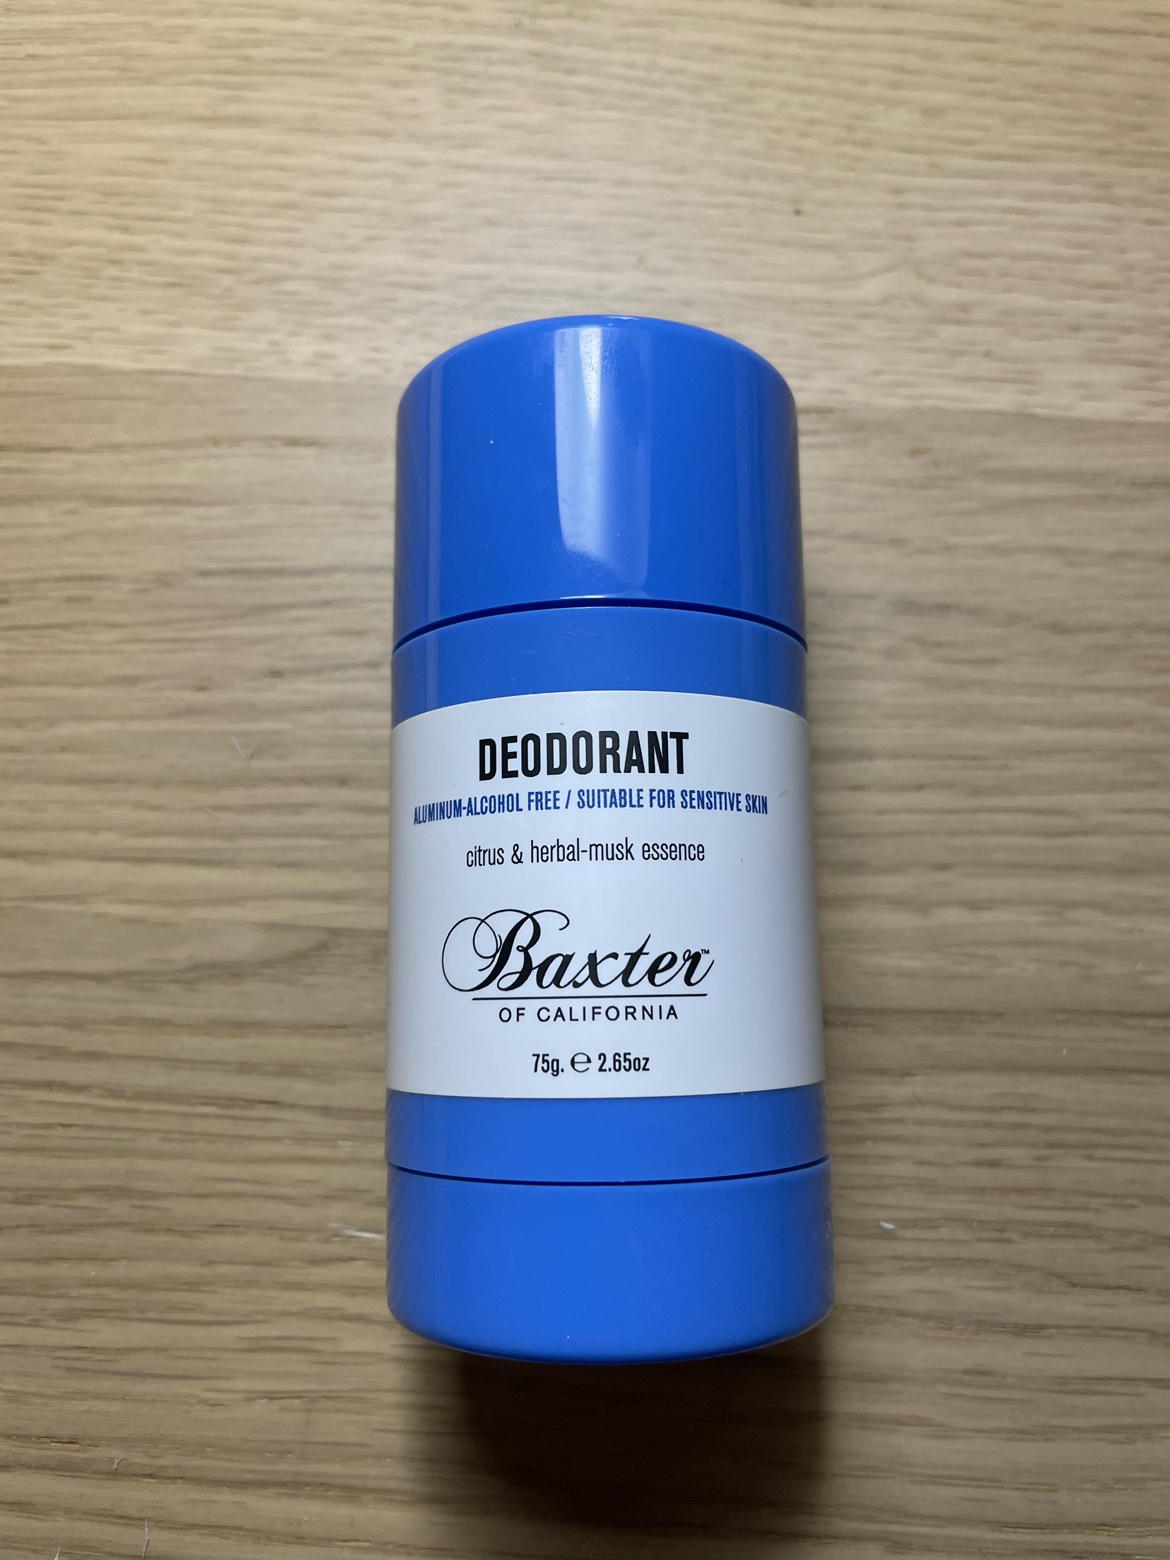 DEODORANT
ALUMINUM-ALCOHOL FREE / SUITABLE FOR SENSITIVE SKIN
citrus & herbal-musk essence
Baxter™
OF CALIFORNIA
75g. ℮ 2.65oz